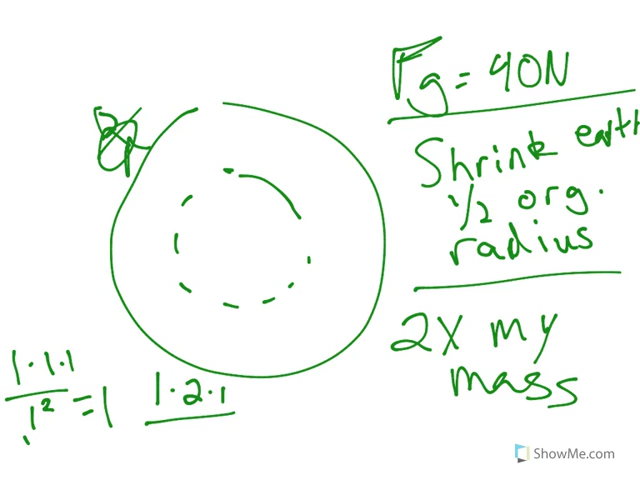 Fg = 40N
Shrink earth
1/2 org.
radius
2X my
mass
1·1·1
1² = 1
1·2·1
ShowMe.com